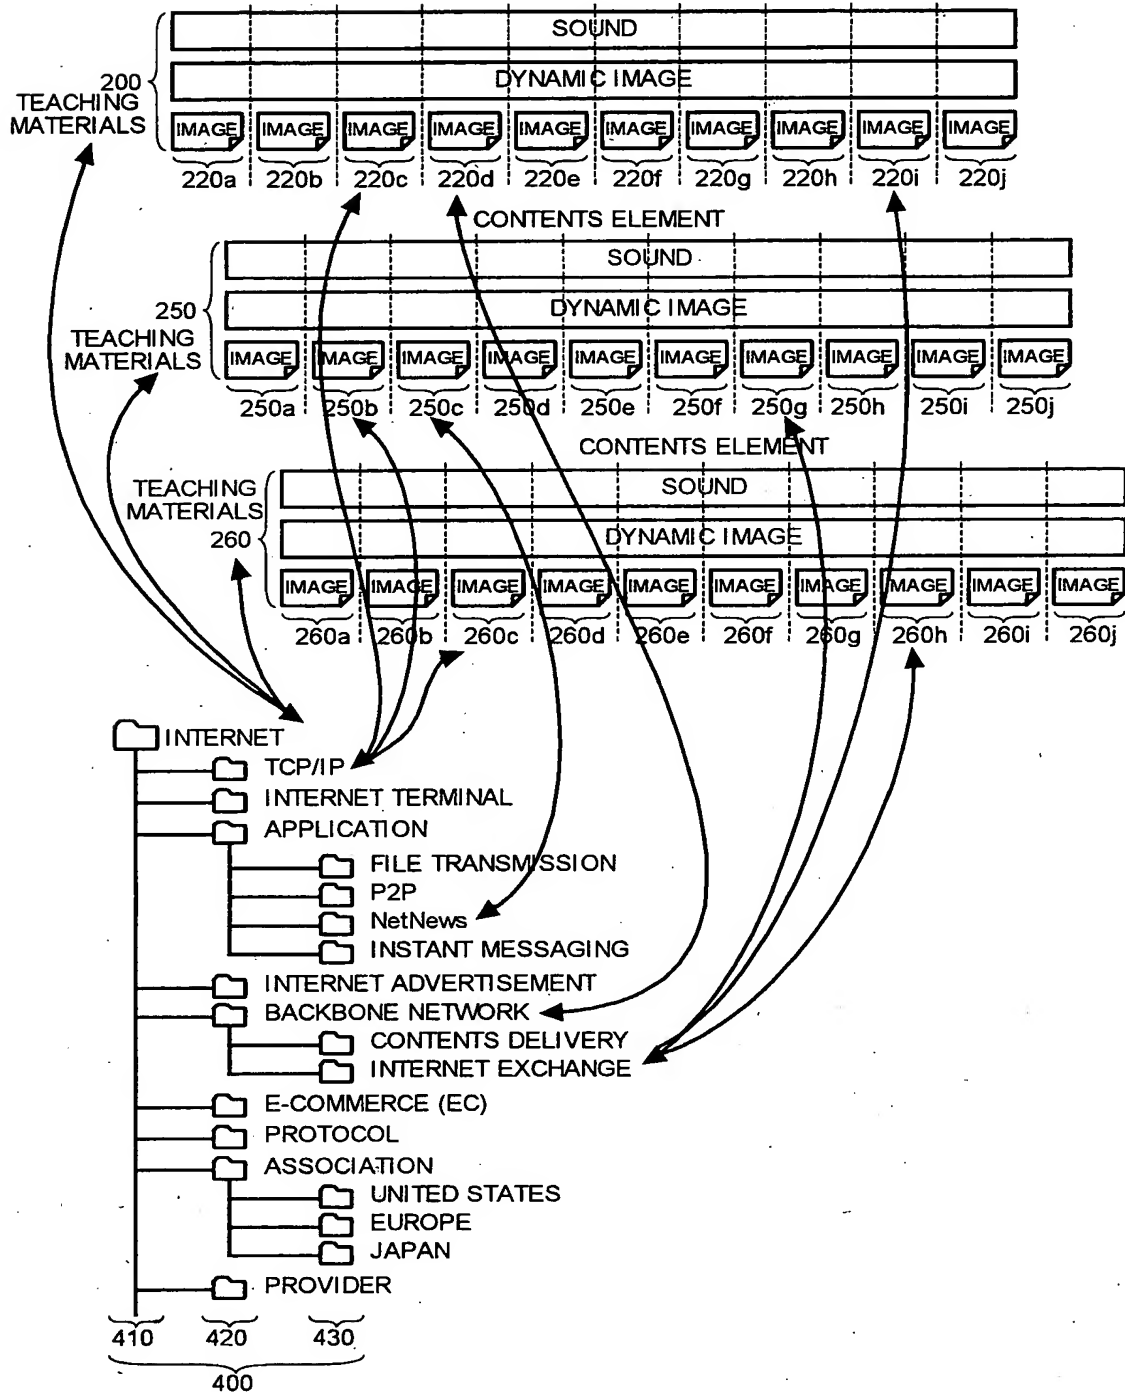 SOUND
200
TEACHING
MATERIALS
DYNAMIC IMAGE
IMAGE IMAGE IMAGE IMAGE IMAGE IMAGE IMAGE IMAGE IMAGE IMAGE
220a 220b 220c 220d 220e 220f 220g 220h 220i 220j
CONTENTS ELEMENT
SOUND
250
TEACHING
MATERIALS
DYNAMIC IMAGE
IMAGE IMAGE IMAGE IMAGE IMAGE IMAGE IMAGE IMAGE IMAGE IMAGE
250a 250b 250c 250d 250e 250f 250g 250h 250i 250j
CONTENTS ELEMENT
TEACHING
MATERIALS
260
SOUND
DYNAMIC IMAGE
IMAGE IMAGE IMAGE IMAGE IMAGE IMAGE IMAGE IMAGE IMAGE IMAGE
260a 260b 260c 260d 260e 260f 260g 260h 260i 260j
INTERNET
TCP/IP
INTERNET TERMINAL
APPLICATION
FILE TRANSMISSION
P2P
NetNews
INSTANT MESSAGING
INTERNET ADVERTISEMENT
BACKBONE NETWORK
CONTENTS DELIVERY
INTERNET EXCHANGE
E-COMMERCE (EC)
PROTOCOL
ASSOCIATION
UNITED STATES
EUROPE
JAPAN
PROVIDER
410 420 430
400